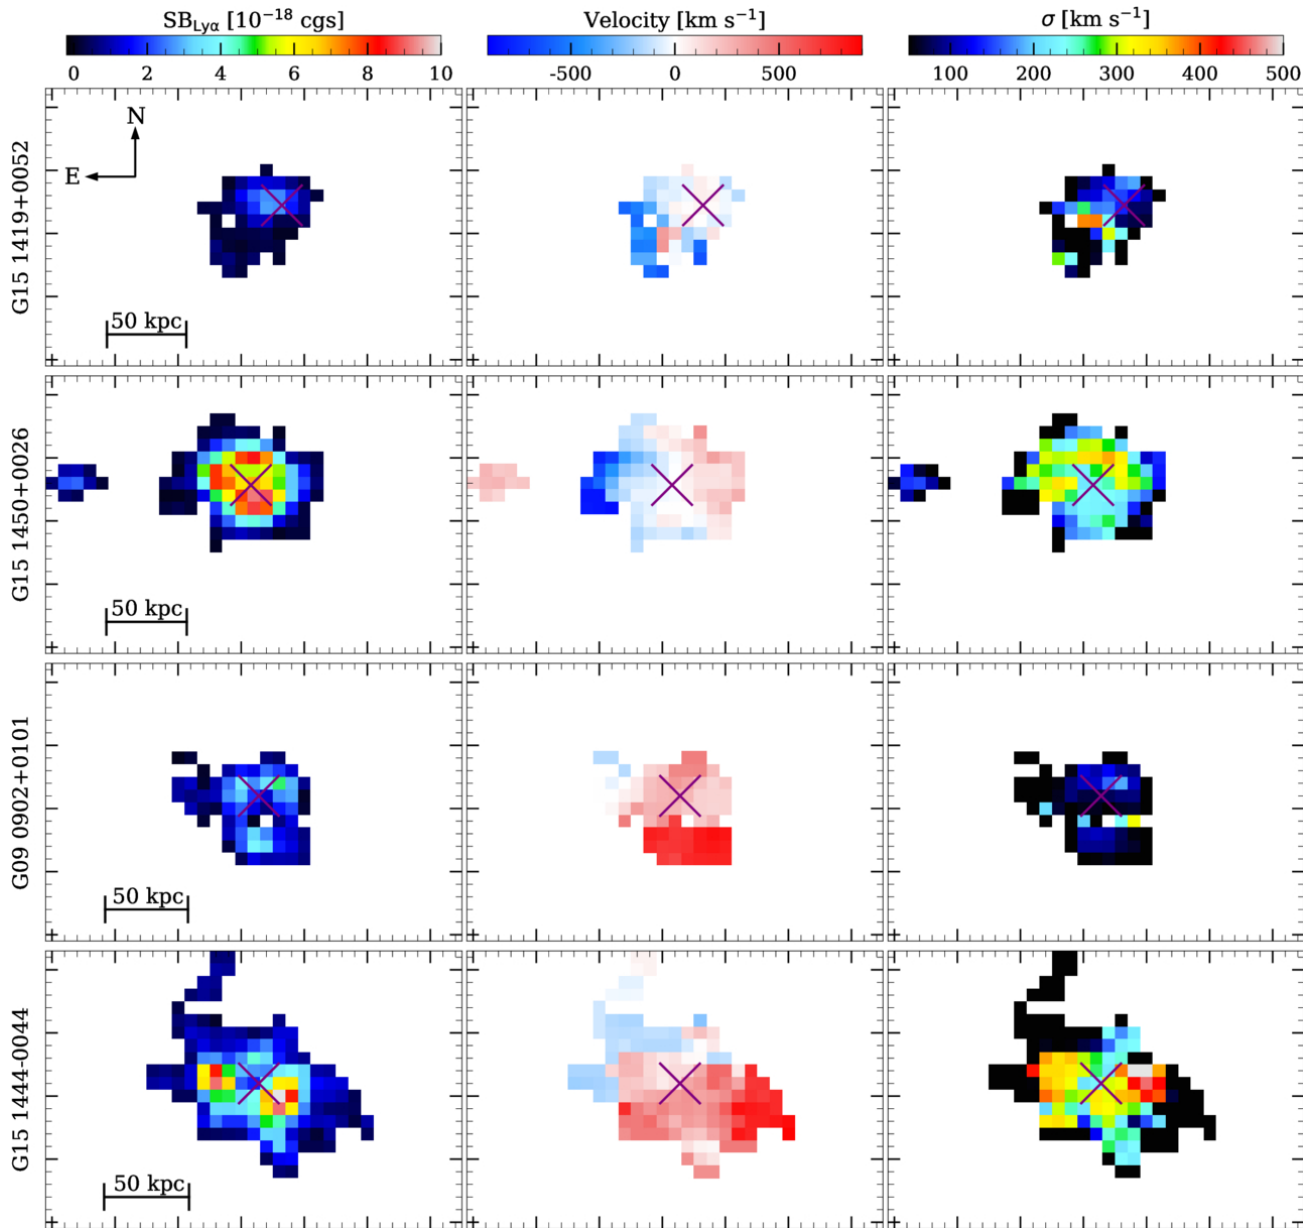 SBLyα [10−18 cgs] Velocity [km s−1] σ [km s−1]
0 2 4 6 8 10 -500 0 500 100 200 300 400 500
G15 1419+0052
N
E
50 kpc
G15 1450+0026
50 kpc
G09 0902+0101
50 kpc
G15 1444-0044
50 kpc